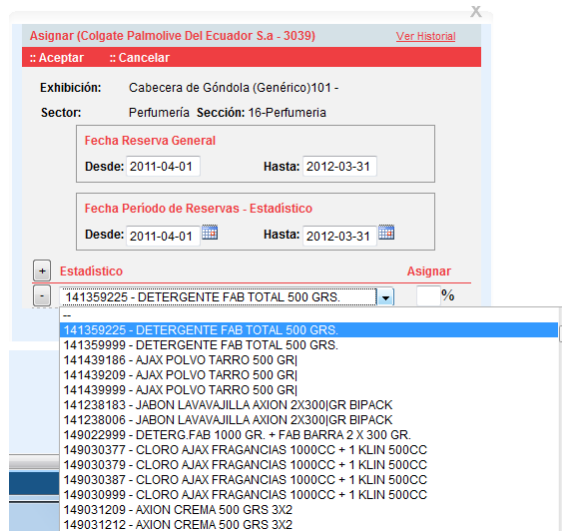 X
Asignar (Colgate Palmolive Del Ecuador S.a - 3039) Ver Historial
:: Aceptar :: Cancelar
Exhibición: Cabecera de Góndola (Genérico)101 -
Sector: Perfumería Sección: 16-Perfumeria
Fecha Reserva General
Desde: 2011-04-01 Hasta: 2012-03-31
Fecha Período de Reservas - Estadístico
Desde: 2011-04-01 Hasta: 2012-03-31
+ Estadístico Asignar
- 141359225 - DETERGENTE FAB TOTAL 500 GRS. %
--
141359225 - DETERGENTE FAB TOTAL 500 GRS.
141359999 - DETERGENTE FAB TOTAL 500 GRS.
141439186 - AJAX POLVO TARRO 500 GR|
141439209 - AJAX POLVO TARRO 500 GR|
141439999 - AJAX POLVO TARRO 500 GR|
141238183 - JABON LAVAVAJILLA AXION 2X300|GR BIPACK
141238006 - JABON LAVAVAJILLA AXION 2X300|GR BIPACK
149022999 - DETERG.FAB 1000 GR. + FAB BARRA 2 X 300 GR.
149030377 - CLORO AJAX FRAGANCIAS 1000CC + 1 KLIN 500CC
149030379 - CLORO AJAX FRAGANCIAS 1000CC + 1 KLIN 500CC
149030387 - CLORO AJAX FRAGANCIAS 1000CC + 1 KLIN 500CC
149030999 - CLORO AJAX FRAGANCIAS 1000CC + 1 KLIN 500CC
149031209 - AXION CREMA 500 GRS 3X2
149031212 - AXION CREMA 500 GRS 3X2